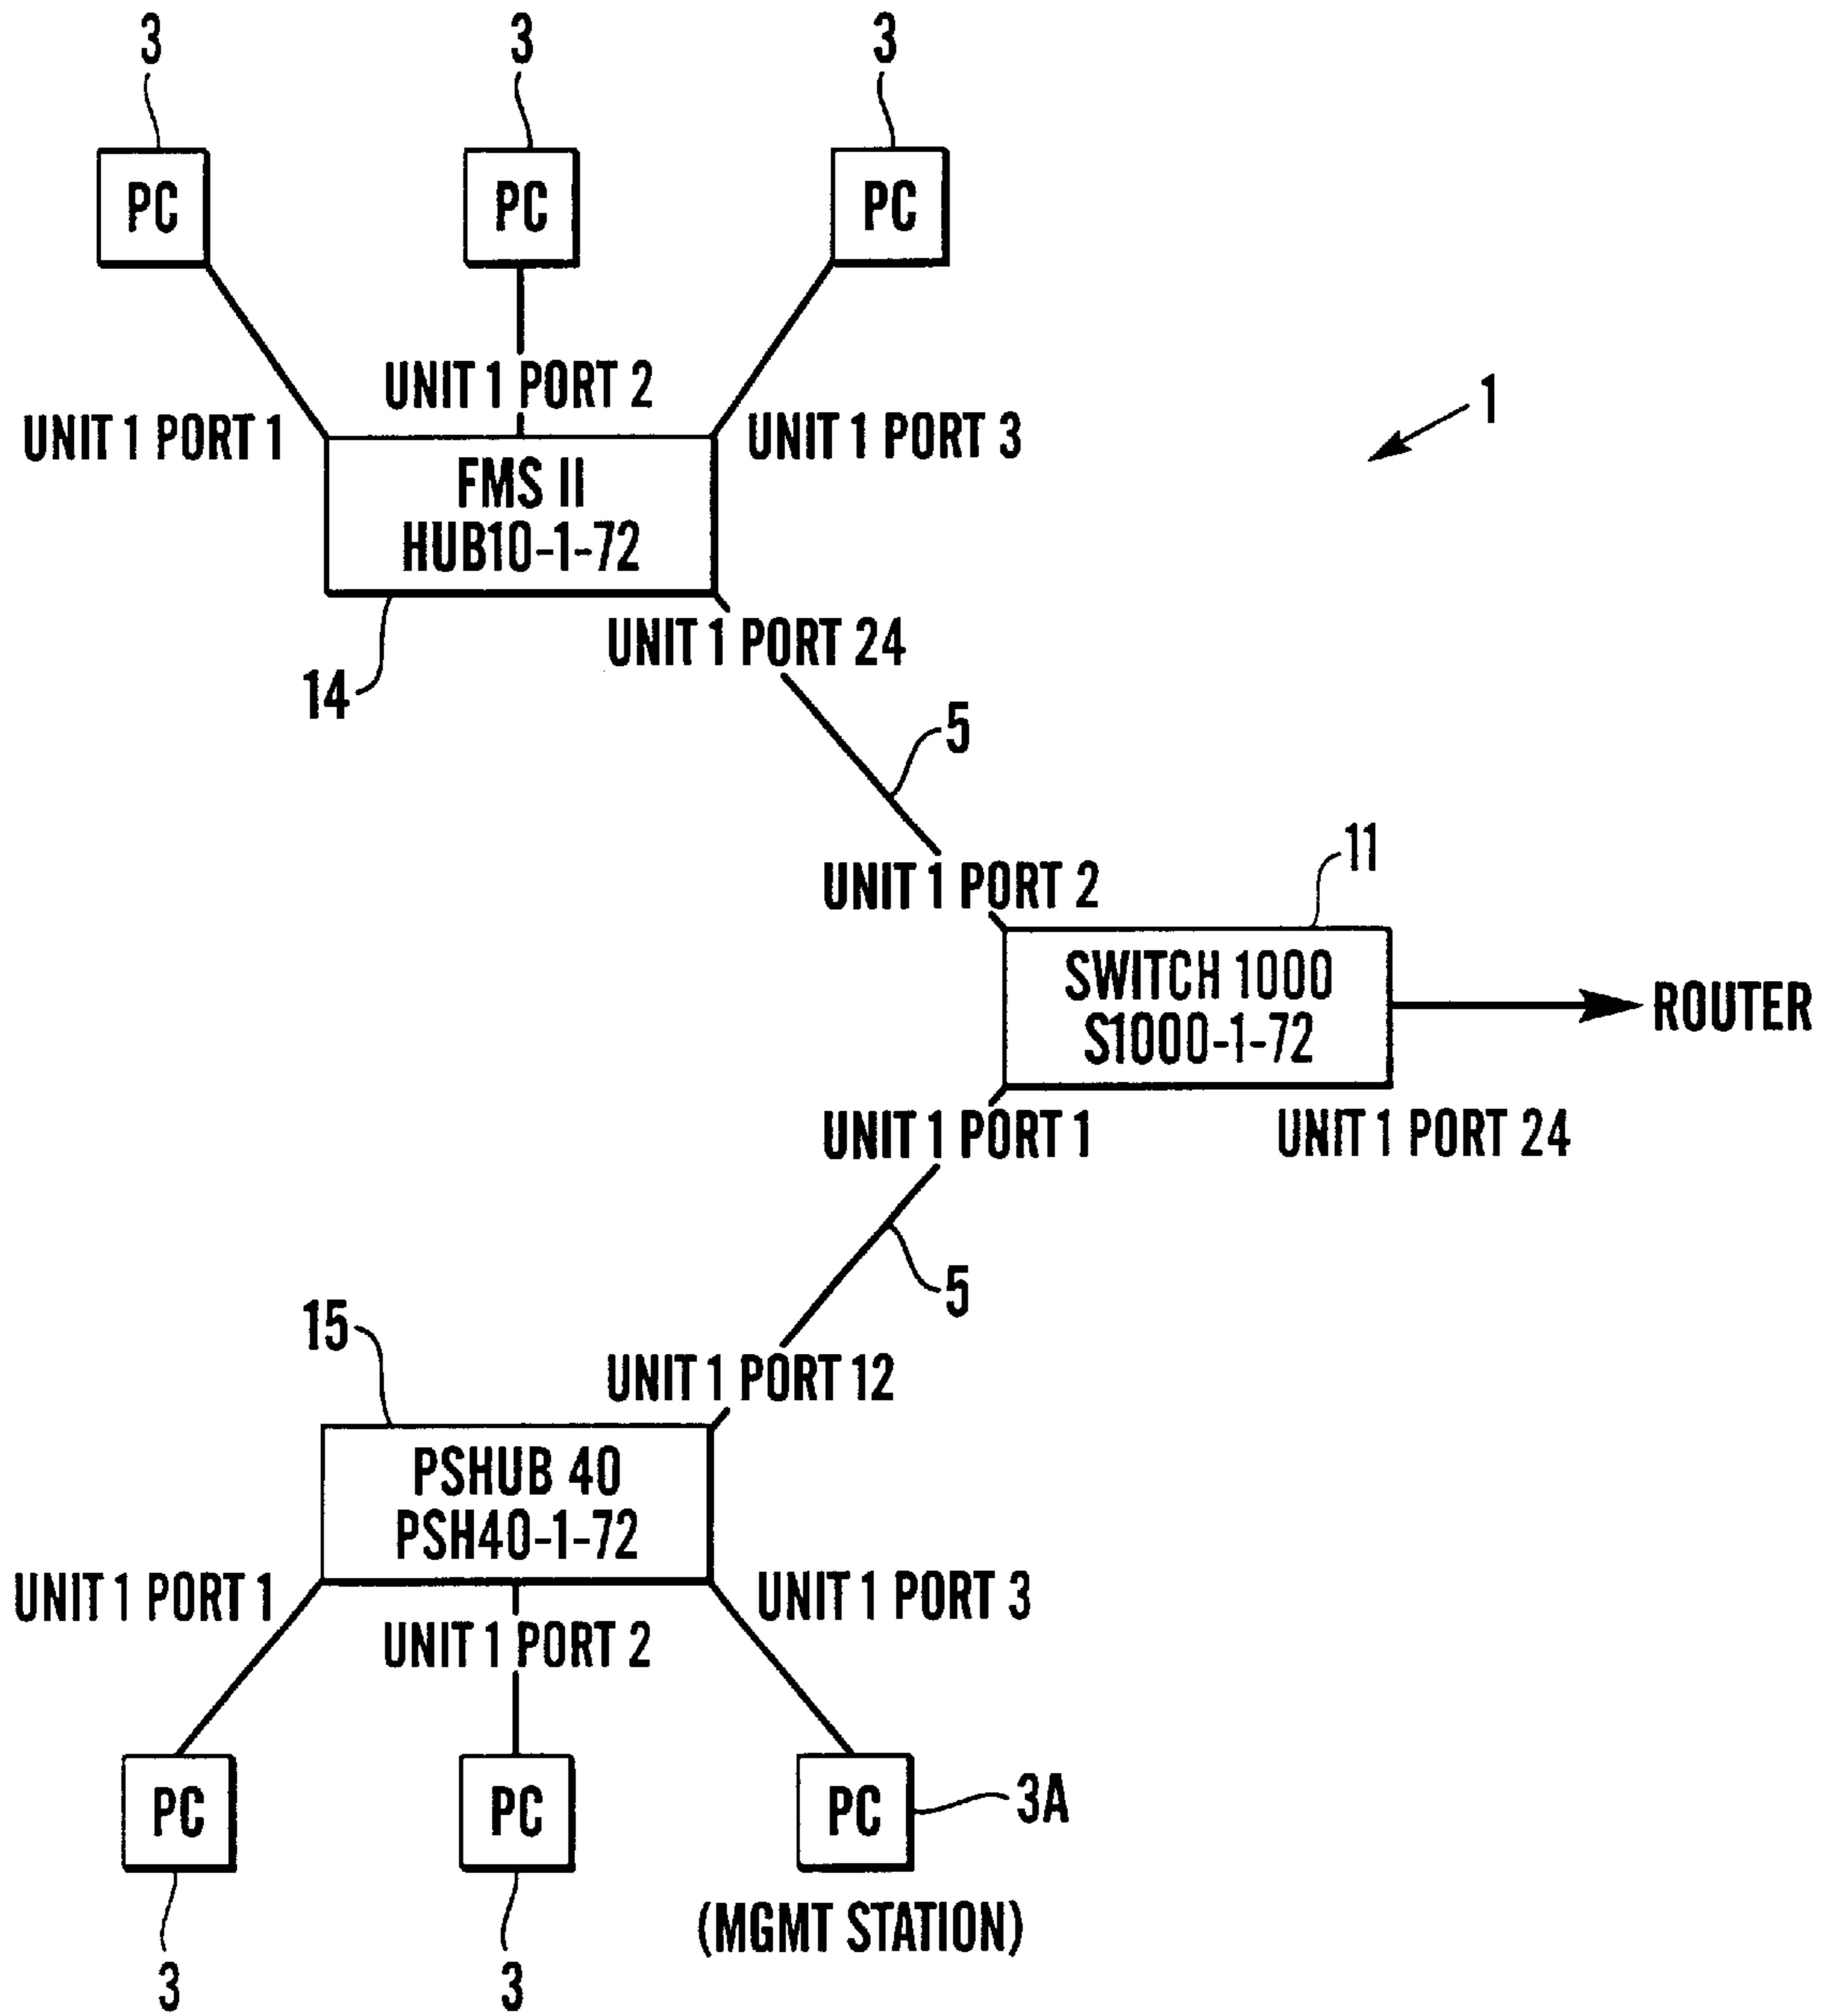 3
3
3
PC
PC
PC
UNIT 1 PORT 2
UNIT 1 PORT 1
UNIT 1 PORT 3
1
FMS II
HUB10-1-72
UNIT 1 PORT 24
14
5
11
UNIT 1 PORT 2
SWITCH 1000
S1000-1-72
ROUTER
UNIT 1 PORT 1
UNIT 1 PORT 24
5
15
UNIT 1 PORT 12
PSHUB 40
PSH40-1-72
UNIT 1 PORT 1
UNIT 1 PORT 3
UNIT 1 PORT 2
PC
PC
PC
3A
(MGMT STATION)
3
3